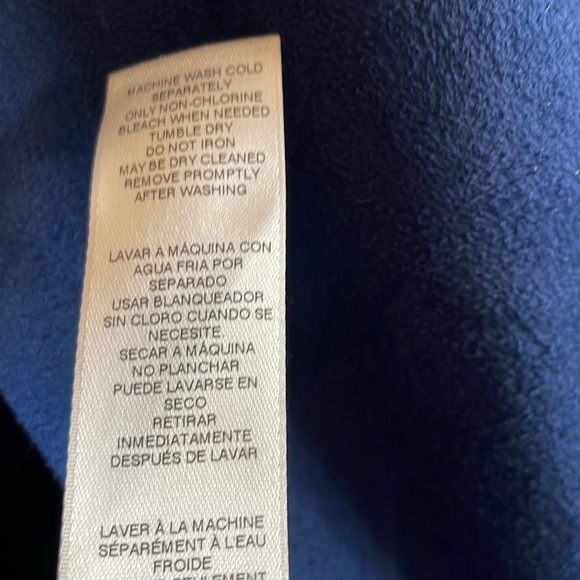 MACHINE WASH COLD
SEPARATELY
ONLY NON-CHLORINE
BLEACH WHEN NEEDED
TUMBLE DRY
DO NOT IRON
MAY BE DRY CLEANED
REMOVE PROMPTLY
AFTER WASHING
LAVAR A MÁQUINA CON
AGUA FRIA POR
SEPARADO
USAR BLANQUEADOR
SIN CLORO CUANDO SE
NECESITE
SECAR A MÁQUINA
NO PLANCHAR
PUEDE LAVARSE EN
SECO
RETIRAR
INMEDIATAMENTE
DESPUÉS DE LAVAR
LAVER À LA MACHINE
SÉPARÉMENT À L'EAU
FROIDE